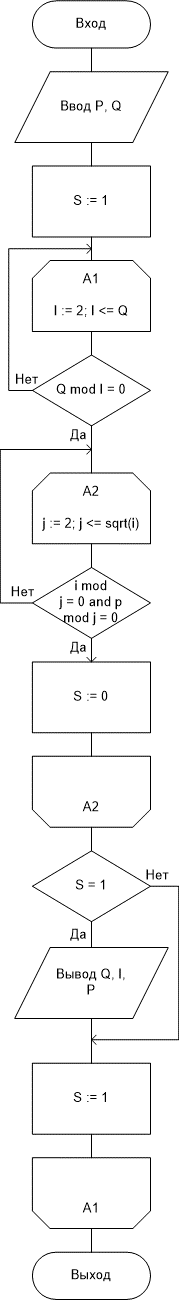 Вход
Ввод P, Q
S := 1
A1
I := 2; I <= Q
Нет
Q mod I = 0
Да
A2
j := 2; j <= sqrt(i)
Нет
i mod
j = 0 and p
mod j = 0
Да
S := 0
A2
Нет
S = 1
Да
Вывод Q, I,
P
S := 1
A1
Выход